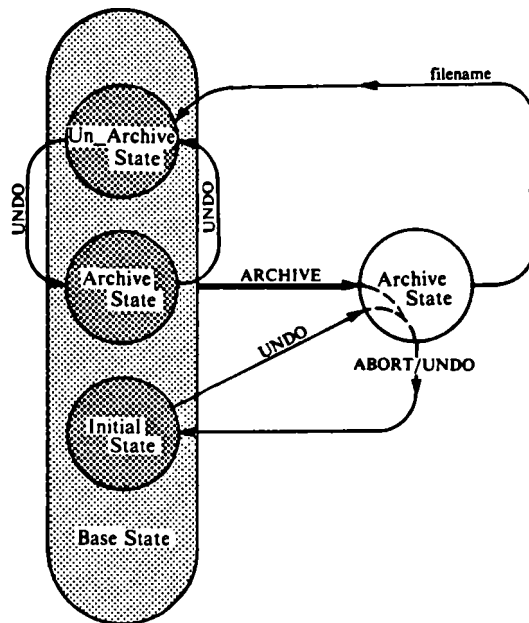 filename
Un_Archive
State
UNDO
UNDO
Archive
State
ARCHIVE
Archive
State
UNDO
ABORT/UNDO
Initial
State
Base State